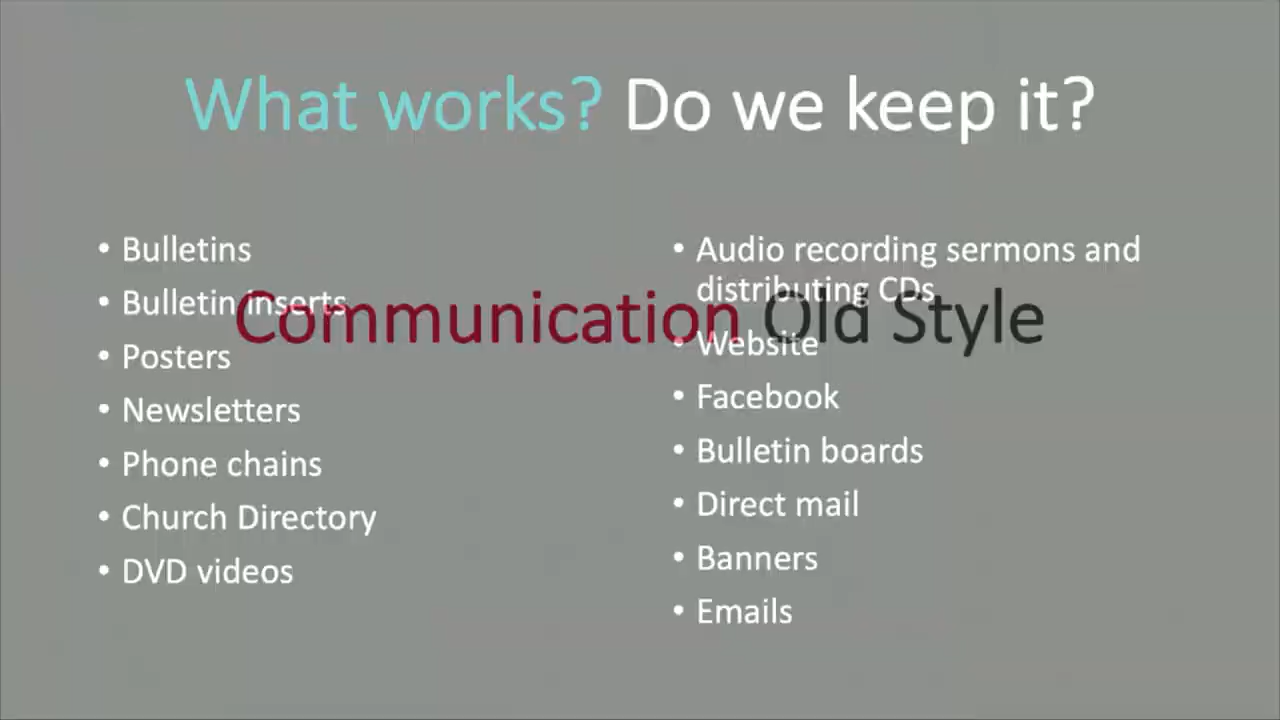 What works? Do we keep it?
• Bulletins
• Bulletin inserts
• Posters
• Newsletters
• Phone chains
• Church Directory
• DVD videos
• Audio recording sermons and
distributing CDs
• Website
• Facebook
• Bulletin boards
• Direct mail
• Banners
• Emails
Communication Old Style